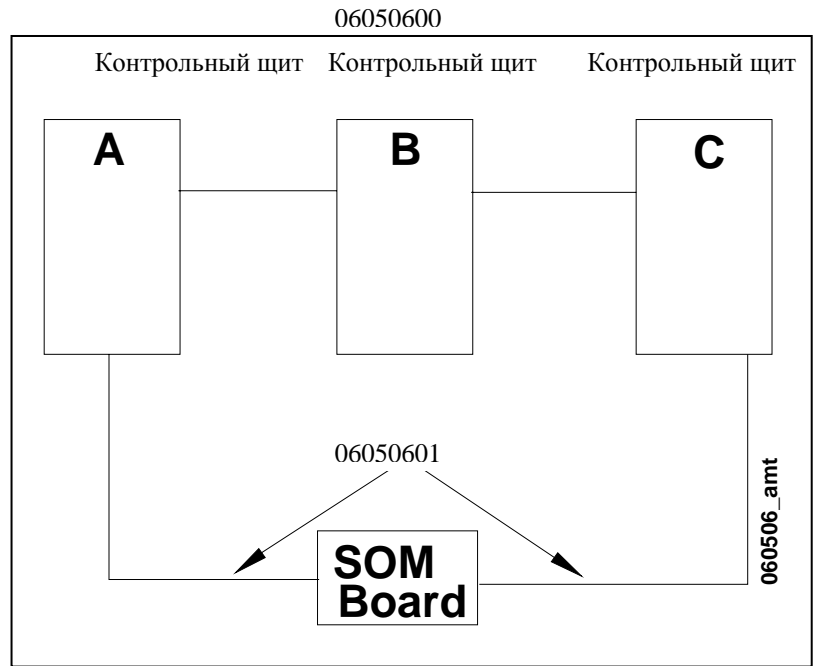 06050600
Контрольный щит Контрольный щит Контрольный щит
A B C
06050601
SOM
Board
060506_amt